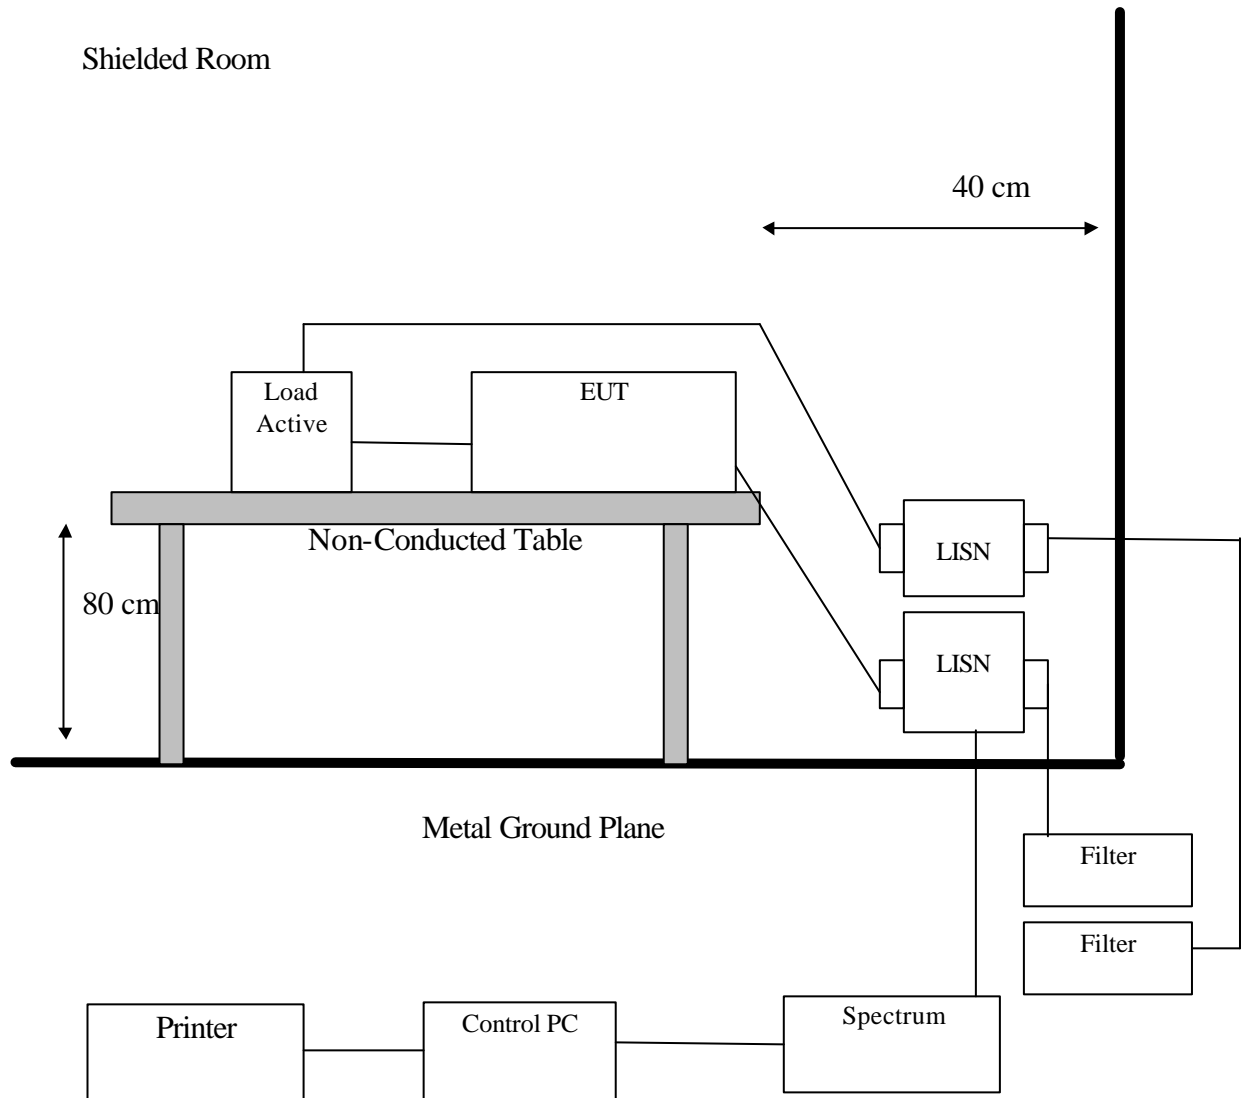 Shielded Room
40 cm
Load
Active
EUT
Non-Conducted Table
LISN
80 cm
LISN
Metal Ground Plane
Filter
Filter
Printer
Control PC
Spectrum